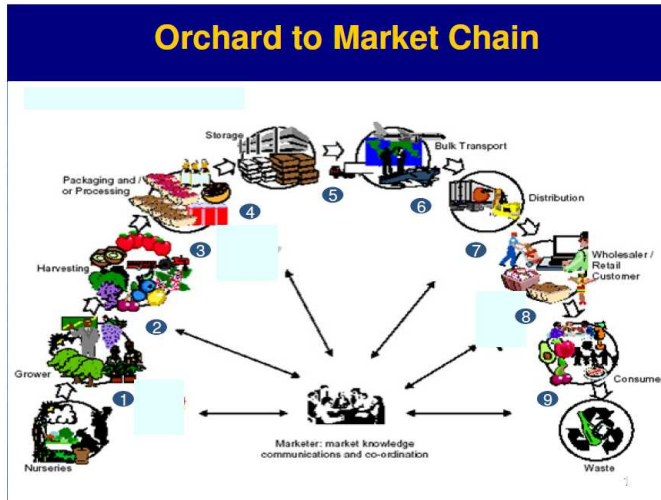 Orchard to Market Chain
Storage
Bulk Transport
Packaging and /
or Processing
Distribution
Harvesting
Wholesaler /
Retail
Customer
Grower
Consume
Nurseries
Waste
Marketer: market knowledge
communications and co-ordination
1
2
3
4
5
6
7
8
9